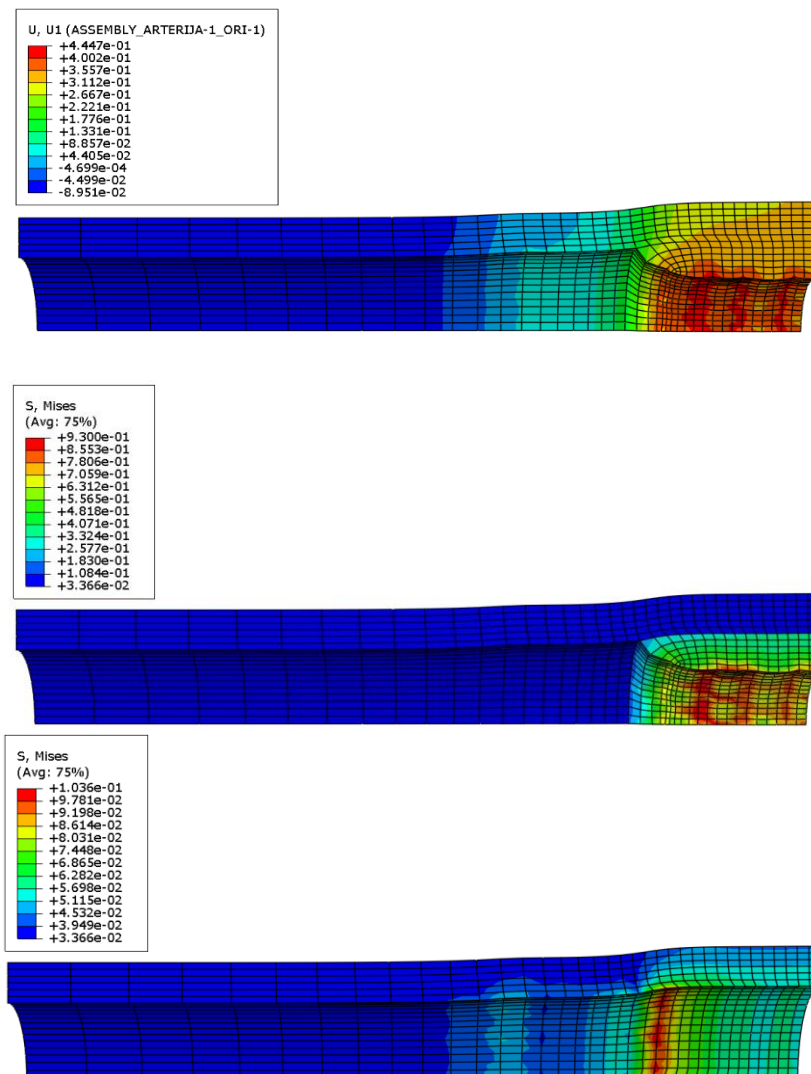 U, U1 (ASSEMBLY_ARTERIJA-1_ORI-1)
+4.447e-01
+4.002e-01
+3.557e-01
+3.112e-01
+2.667e-01
+2.221e-01
+1.776e-01
+1.331e-01
+8.857e-02
+4.405e-02
-4.699e-04
-4.499e-02
-8.951e-02
S, Mises
(Avg: 75%)
+9.300e-01
+8.553e-01
+7.806e-01
+7.059e-01
+6.312e-01
+5.565e-01
+4.818e-01
+4.071e-01
+3.324e-01
+2.577e-01
+1.830e-01
+1.084e-01
+3.366e-02
S, Mises
(Avg: 75%)
+1.036e-01
+9.781e-02
+9.198e-02
+8.614e-02
+8.031e-02
+7.448e-02
+6.865e-02
+6.282e-02
+5.698e-02
+5.115e-02
+4.532e-02
+3.949e-02
+3.366e-02